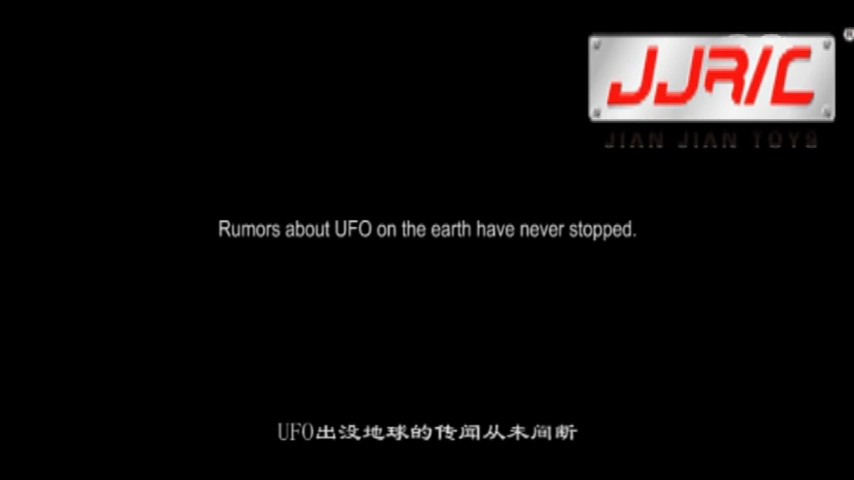 JJR/C
®
JIAN JIAN TOYS
Rumors about UFO on the earth have never stopped.
UFO出没地球的传闻从未间断